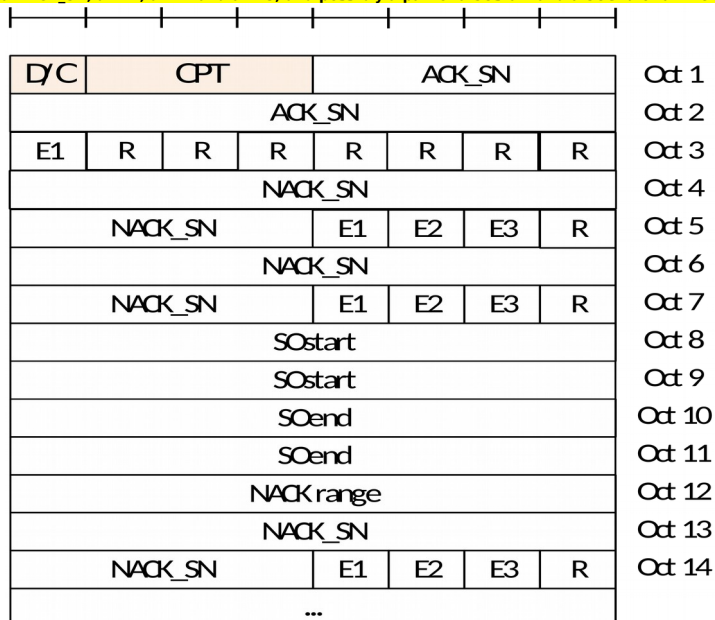 D/C CPT ACK_SN Oct 1
ACK_SN Oct 2
E1 R R R R R R R Oct 3
NACK_SN Oct 4
NACK_SN E1 E2 E3 R Oct 5
NACK_SN Oct 6
NACK_SN E1 E2 E3 R Oct 7
SOstart Oct 8
SOstart Oct 9
SOend Oct 10
SOend Oct 11
NACK range Oct 12
NACK_SN Oct 13
NACK_SN E1 E2 E3 R Oct 14
...